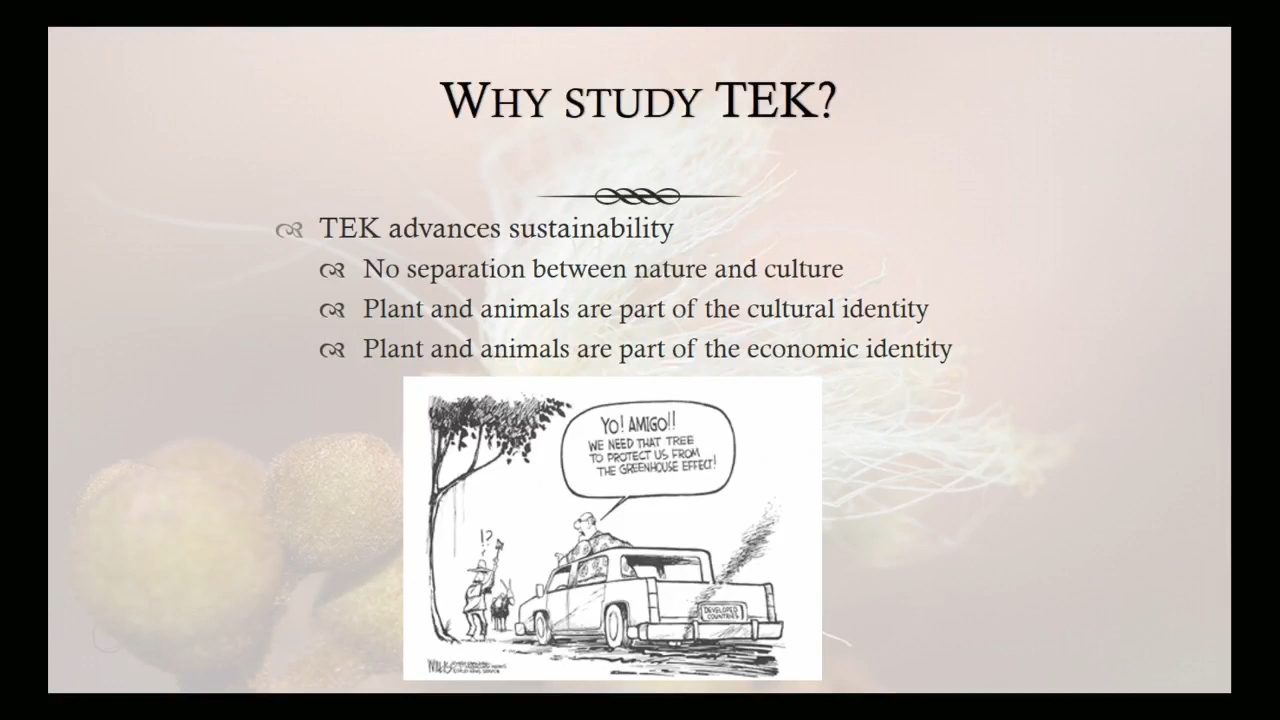 WHY STUDY TEK?
TEK advances sustainability
No separation between nature and culture
Plant and animals are part of the cultural identity
Plant and animals are part of the economic identity
YO! AMIGO!!
WE NEED THAT TREE
TO PROTECT US FROM
THE GREENHOUSE EFFECT!
!?
DEVELOPED
COUNTRIES